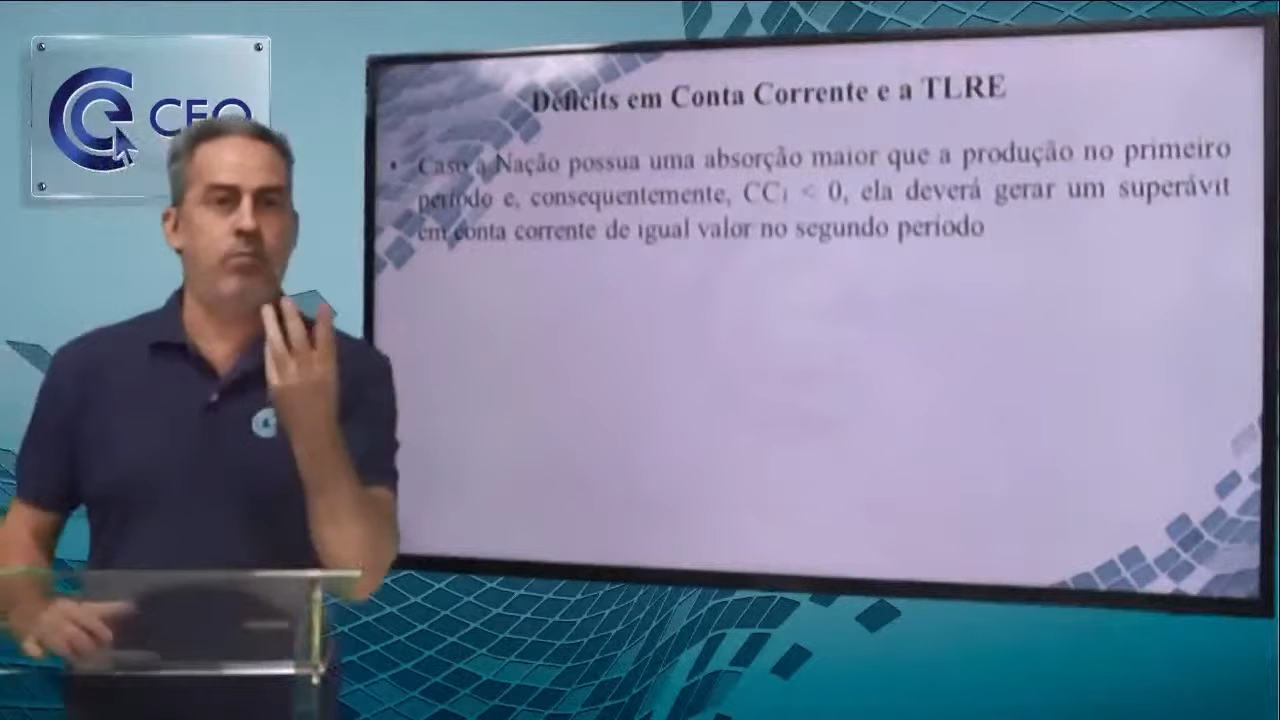 CEO
Déficits em Conta Corrente e a TLRE
• Caso a Nação possua uma absorção maior que a produção no primeiro
período e, consequentemente, CC₁ < 0, ela deverá gerar um superávit
em conta corrente de igual valor no segundo período